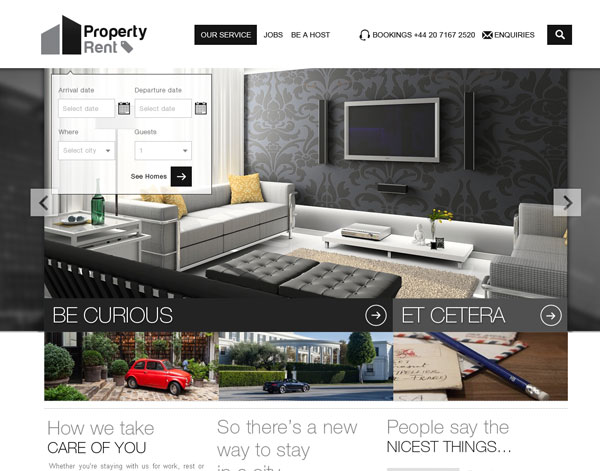 Property
Rent
OUR SERVICE
JOBS
BE A HOST
BOOKINGS +44 20 7167 2520
ENQUIRIES
Arrival date
Departure date
Select date
Select date
Where
Guests
Select city
1
See Homes
BE CURIOUS
ET CETERA
How we take
CARE OF YOU
Whether you're staying with us for work, rest or
So there's a new
way to stay
in a city
People say the
NICEST THINGS...